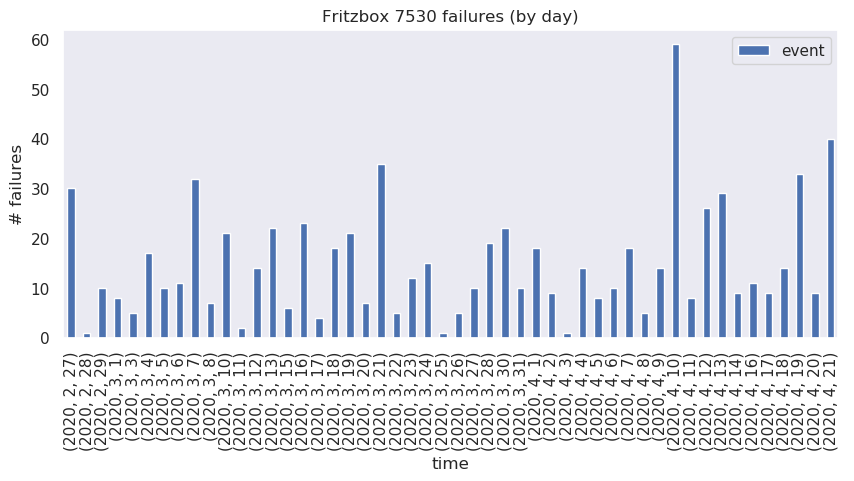 Fritzbox 7530 failures (by day)
event
# failures
60
50
40
30
20
10
0
(2020, 2, 27)
(2020, 2, 28)
(2020, 2, 29)
(2020, 3, 1)
(2020, 3, 3)
(2020, 3, 4)
(2020, 3, 5)
(2020, 3, 6)
(2020, 3, 7)
(2020, 3, 8)
(2020, 3, 10)
(2020, 3, 11)
(2020, 3, 12)
(2020, 3, 13)
(2020, 3, 15)
(2020, 3, 16)
(2020, 3, 17)
(2020, 3, 18)
(2020, 3, 19)
(2020, 3, 20)
(2020, 3, 21)
(2020, 3, 22)
(2020, 3, 23)
(2020, 3, 24)
(2020, 3, 25)
(2020, 3, 26)
(2020, 3, 27)
(2020, 3, 28)
(2020, 3, 30)
(2020, 3, 31)
(2020, 4, 1)
(2020, 4, 2)
(2020, 4, 3)
(2020, 4, 4)
(2020, 4, 5)
(2020, 4, 6)
(2020, 4, 7)
(2020, 4, 8)
(2020, 4, 9)
(2020, 4, 10)
(2020, 4, 11)
(2020, 4, 12)
(2020, 4, 13)
(2020, 4, 14)
(2020, 4, 16)
(2020, 4, 17)
(2020, 4, 18)
(2020, 4, 19)
(2020, 4, 20)
(2020, 4, 21)
time